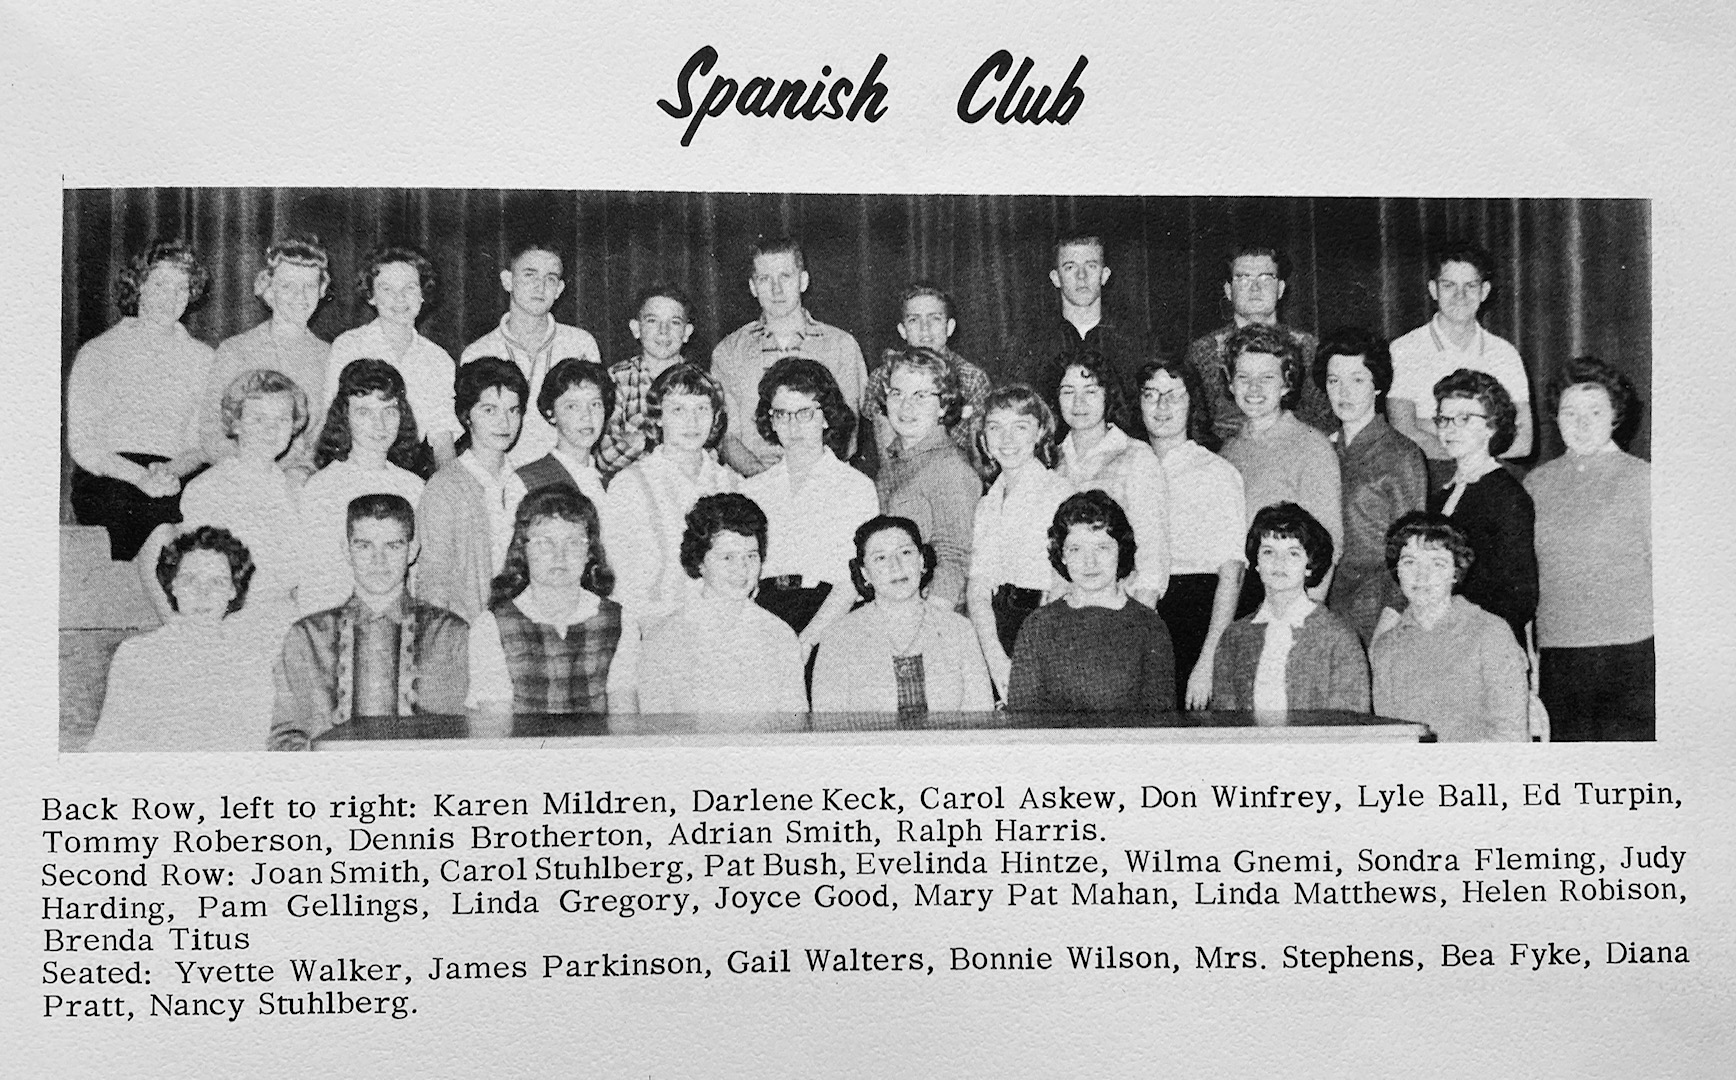 Spanish Club
Back Row, left to right: Karen Mildren, Darlene Keck, Carol Askew, Don Winfrey, Lyle Ball, Ed Turpin,
Tommy Roberson, Dennis Brotherton, Adrian Smith, Ralph Harris.
Second Row: Joan Smith, Carol Stuhlberg, Pat Bush, Evelinda Hintze, Wilma Gnemi, Sondra Fleming, Judy
Harding, Pam Gellings, Linda Gregory, Joyce Good, Mary Pat Mahan, Linda Matthews, Helen Robison,
Brenda Titus
Seated: Yvette Walker, James Parkinson, Gail Walters, Bonnie Wilson, Mrs. Stephens, Bea Fyke, Diana
Pratt, Nancy Stuhlberg.